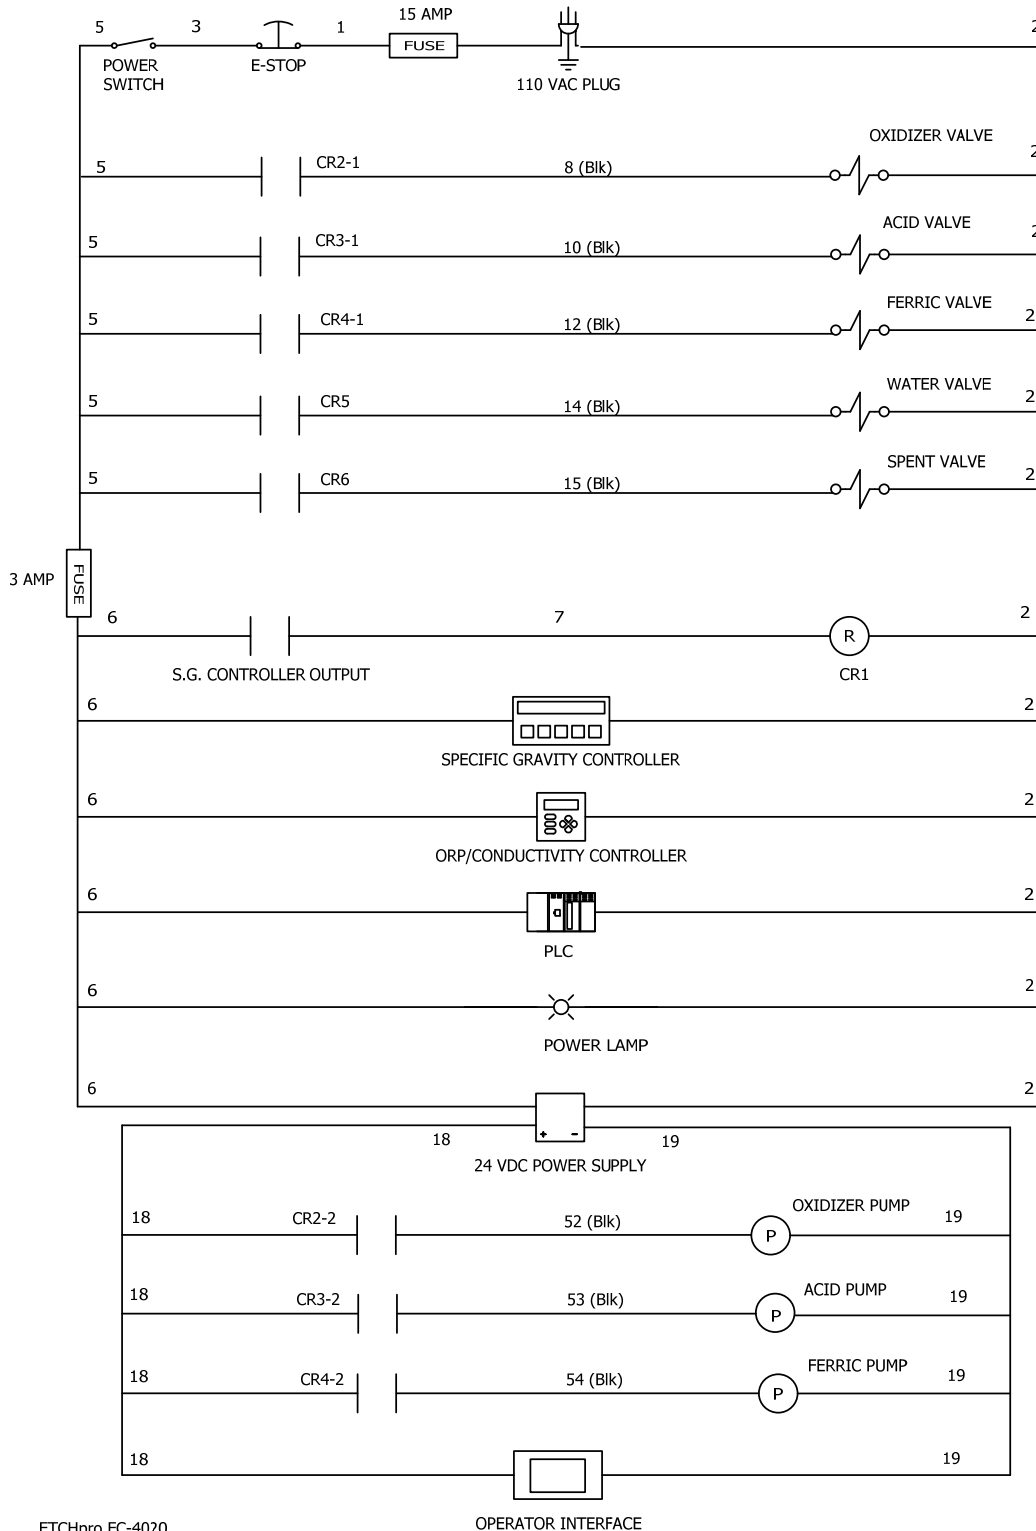 5 3 1 15 AMP 2
FUSE
POWER SWITCH
E-STOP
110 VAC PLUG
OXIDIZER VALVE
5 CR2-1 8 (Blk) 2
ACID VALVE
5 CR3-1 10 (Blk) 2
FERRIC VALVE
5 CR4-1 12 (Blk) 2
WATER VALVE
5 CR5 14 (Blk) 2
SPENT VALVE
5 CR6 15 (Blk) 2
3 AMP FUSE
6 7 R 2
S.G. CONTROLLER OUTPUT CR1
6 2
SPECIFIC GRAVITY CONTROLLER
6 2
ORP/CONDUCTIVITY CONTROLLER
6 2
PLC
6 2
POWER LAMP
6 2
+ -
18 19
24 VDC POWER SUPPLY
OXIDIZER PUMP
18 CR2-2 52 (Blk) P 19
ACID PUMP
18 CR3-2 53 (Blk) P 19
FERRIC PUMP
18 CR4-2 54 (Blk) P 19
18 19
OPERATOR INTERFACE
ETCHpro EC-4020